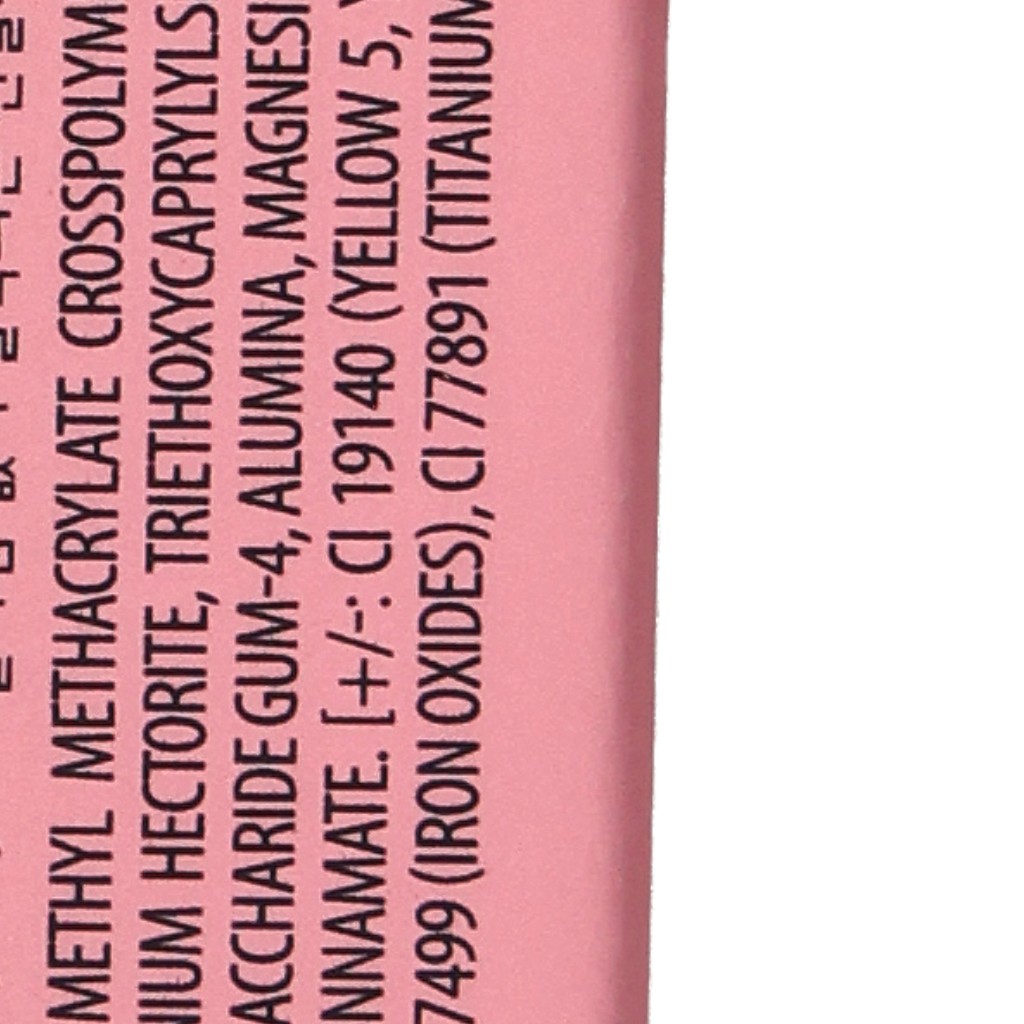 METHYL METHACRYLATE CROSSPOLYM
NIUM HECTORITE, TRIETHOXYCAPRYLYLS
ACCHARIDE GUM-4, ALUMINA, MAGNESI
NNAMATE. [+/-: CI 19140 (YELLOW 5,
7499 (IRON OXIDES), CI 77891 (TITANIUM